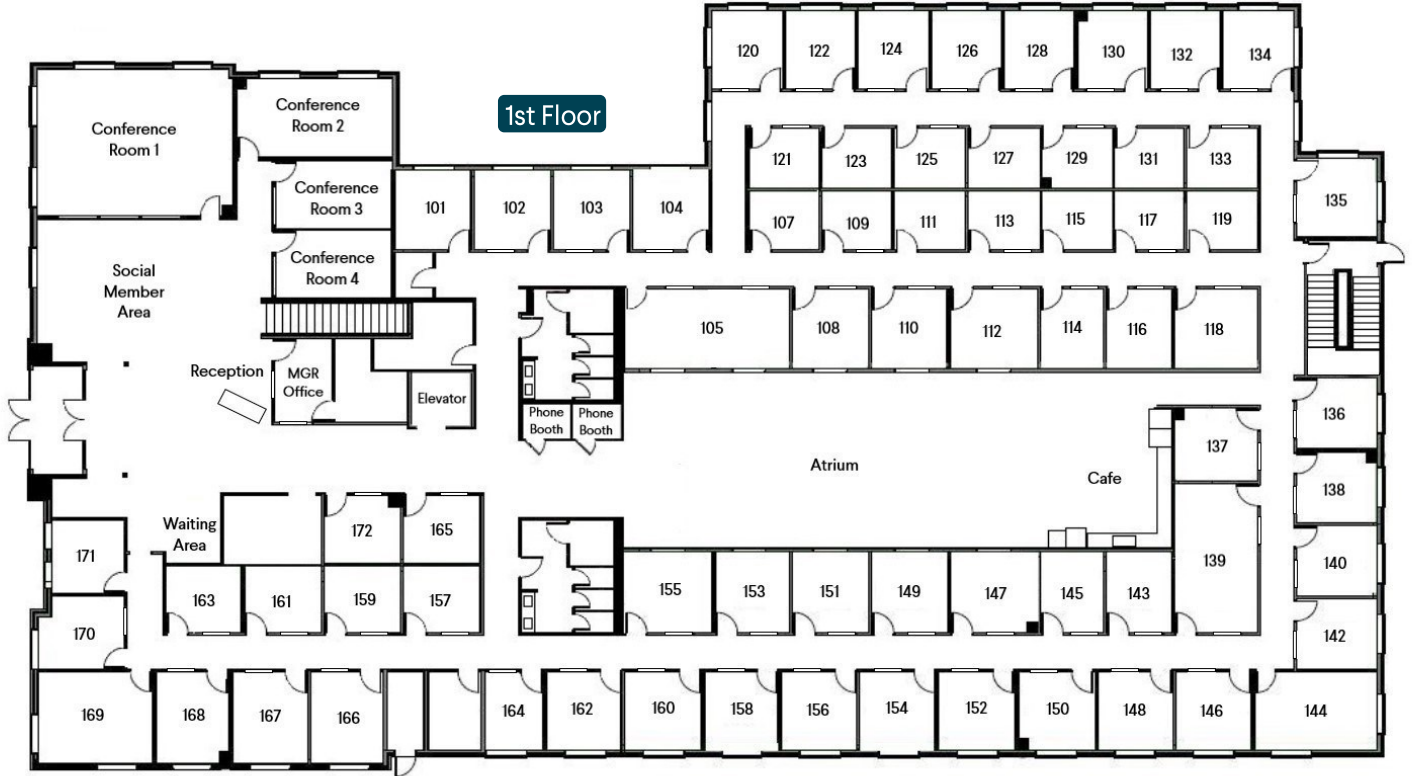 120
122
124
126
128
130
132
134
Conference
Room 1
Conference
Room 2
1st Floor
121
123
125
127
129
131
133
Conference
Room 3
101
102
103
104
107
109
111
113
115
117
119
135
Conference
Room 4
Social
Member
Area
105
108
110
112
114
116
118
Reception
MGR
Office
Elevator
Phone
Booth
Phone
Booth
136
137
Atrium
Cafe
138
Waiting
Area
172
165
171
140
139
163
161
159
157
155
153
151
149
147
145
143
170
142
169
168
167
166
164
162
160
158
156
154
152
150
148
146
144